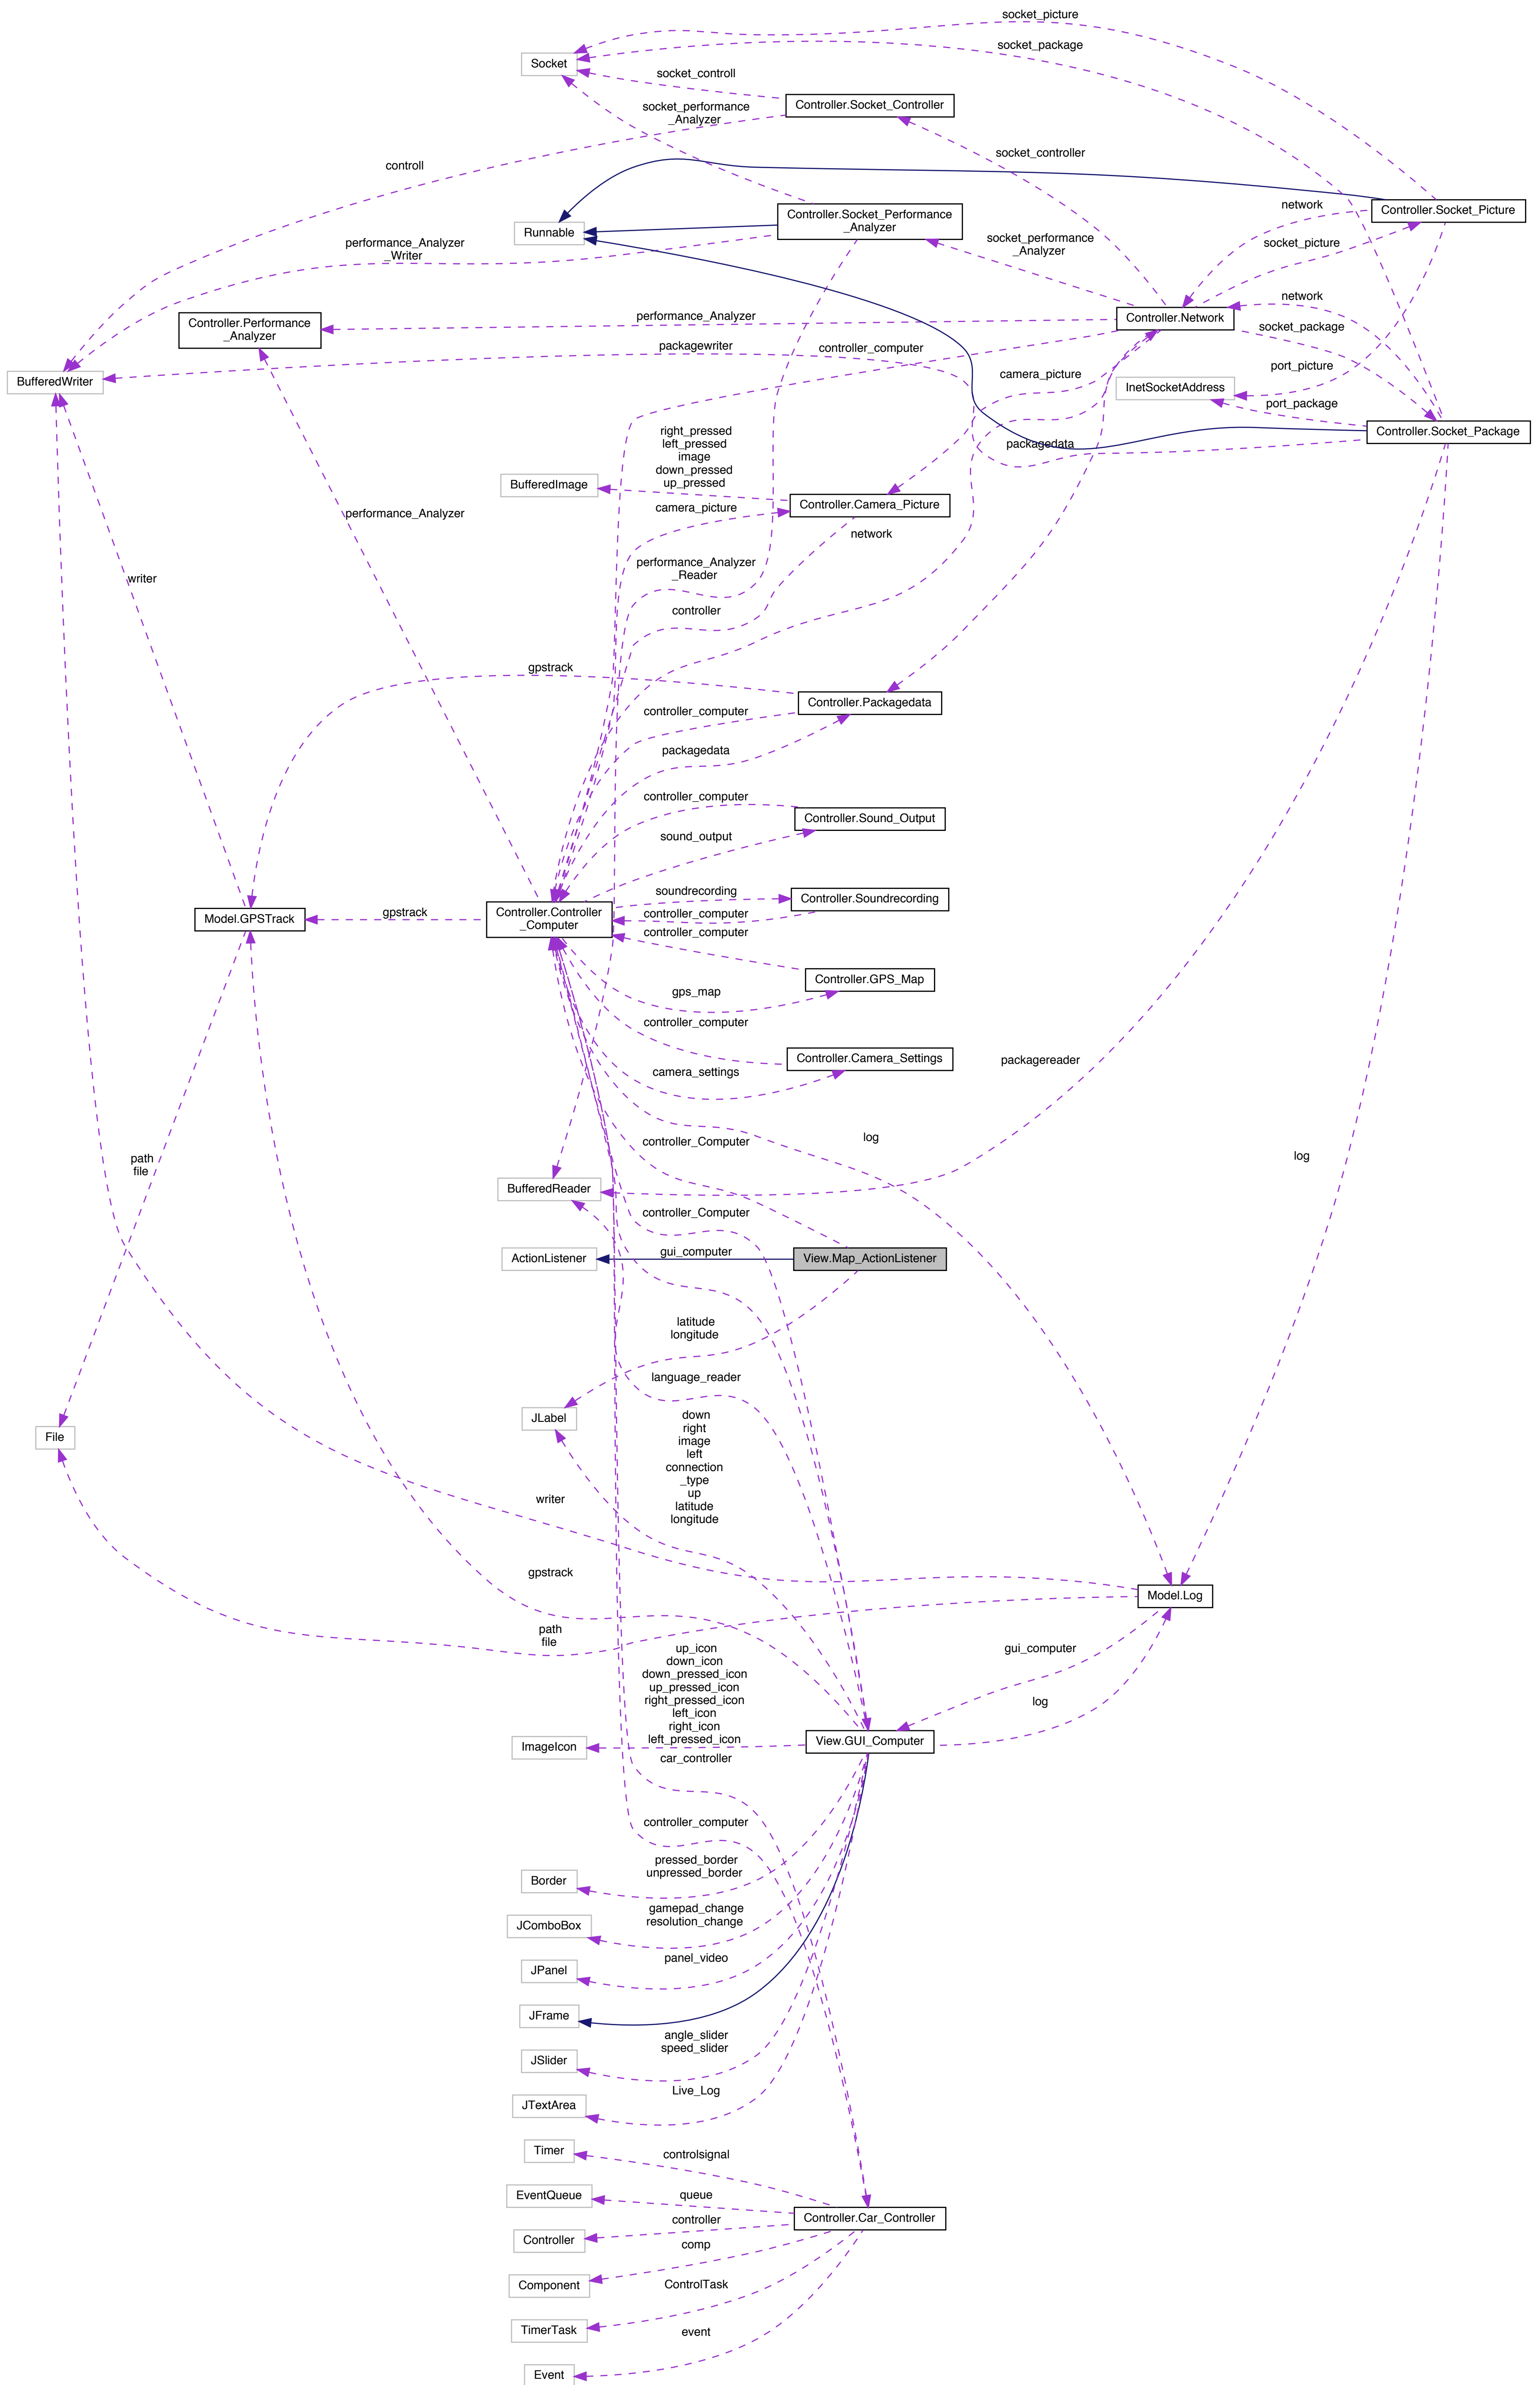 socket_picture
socket_package
Socket
socket_controll
Controller.Socket_Controller
socket_performance
_Analyzer
socket_controller
controll
network
Controller.Socket_Picture
Controller.Socket_Performance
_Analyzer
Runnable
socket_performance
_Analyzer
socket_picture
performance_Analyzer
_Writer
network
Controller.Performance
_Analyzer
performance_Analyzer
Controller.Network
socket_package
packagewriter
controller_computer
port_picture
camera_picture
BufferedWriter
InetSocketAddress
port_package
right_pressed
left_pressed
image
down_pressed
up_pressed
packagedata
Controller.Socket_Package
BufferedImage
camera_picture
Controller.Camera_Picture
performance_Analyzer
network
performance_Analyzer
_Reader
writer
controller
gpstrack
Controller.Packagedata
controller_computer
packagedata
controller_computer
Controller.Sound_Output
sound_output
soundrecording
Controller.Soundrecording
Model.GPSTrack
gpstrack
Controller.Controller
_Computer
controller_computer
controller_computer
Controller.GPS_Map
gps_map
controller_computer
Controller.Camera_Settings
camera_settings
packagereader
controller_Computer
log
log
path
file
BufferedReader
controller_Computer
ActionListener
gui_computer
View.Map_ActionListener
latitude
longitude
language_reader
JLabel
File
down
right
image
left
connection
_type
up
latitude
longitude
writer
gpstrack
Model.Log
path
file
gui_computer
log
up_icon
down_icon
down_pressed_icon
up_pressed_icon
right_pressed_icon
left_icon
right_icon
left_pressed_icon
ImageIcon
View.GUI_Computer
car_controller
controller_computer
pressed_border
unpressed_border
Border
gamepad_change
resolution_change
JComboBox
panel_video
JPanel
JFrame
angle_slider
speed_slider
JSlider
Live_Log
JTextArea
Timer
controlsignal
EventQueue
queue
Controller.Car_Controller
controller
Controller
comp
Component
ControlTask
TimerTask
event
Event